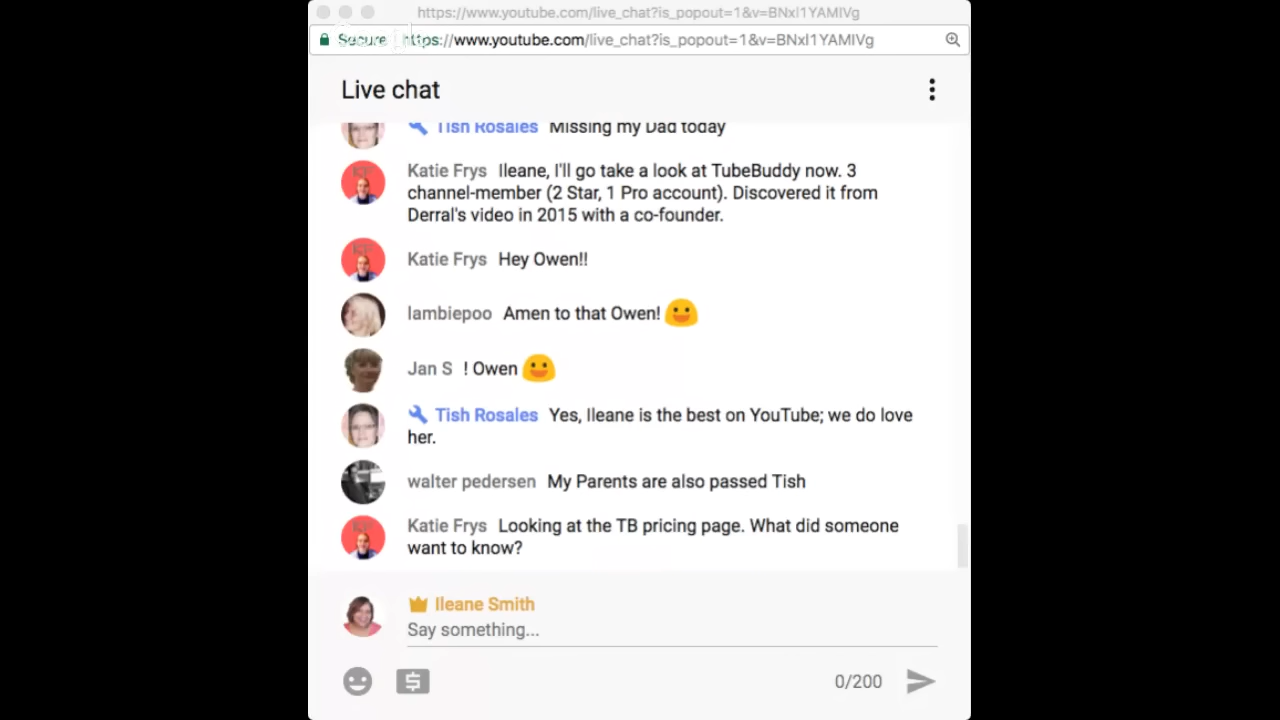 https://www.youtube.com/live_chat?is_popout=1&v=BNxl1YAMIVg
Secure https://www.youtube.com/live_chat?is_popout=1&v=BNxl1YAMIVg
Live chat
Tish Rosales Missing my Dad today
Katie Frys Ileane, I'll go take a look at TubeBuddy now. 3
channel-member (2 Star, 1 Pro account). Discovered it from
Derral's video in 2015 with a co-founder.
Katie Frys Hey Owen!!
lambiepoo Amen to that Owen!
Jan S ! Owen
Tish Rosales Yes, Ileane is the best on YouTube; we do love
her.
walter pedersen My Parents are also passed Tish
Katie Frys Looking at the TB pricing page. What did someone
want to know?
Ileane Smith
Say something...
0/200